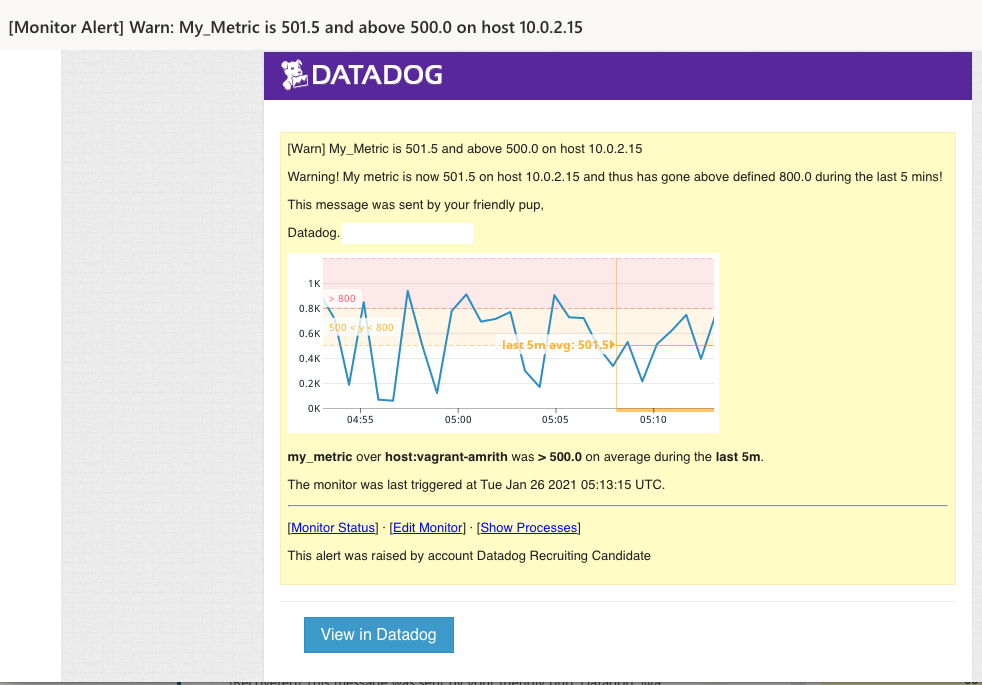 [Monitor Alert] Warn: My_Metric is 501.5 and above 500.0 on host 10.0.2.15
DATADOG
[Warn] My_Metric is 501.5 and above 500.0 on host 10.0.2.15
Warning! My metric is now 501.5 on host 10.0.2.15 and thus has gone above defined 800.0 during the last 5 mins!
This message was sent by your friendly pup,
Datadog.
1K
> 800
0.8K
500 < y < 800
0.6K
last 5m avg: 501.5
0.4K
0.2K
0K
04:55 05:00 05:05 05:10
my_metric over host:vagrant-amrith was > 500.0 on average during the last 5m.
The monitor was last triggered at Tue Jan 26 2021 05:13:15 UTC.
[Monitor Status] · [Edit Monitor] · [Show Processes]
This alert was raised by account Datadog Recruiting Candidate
View in Datadog